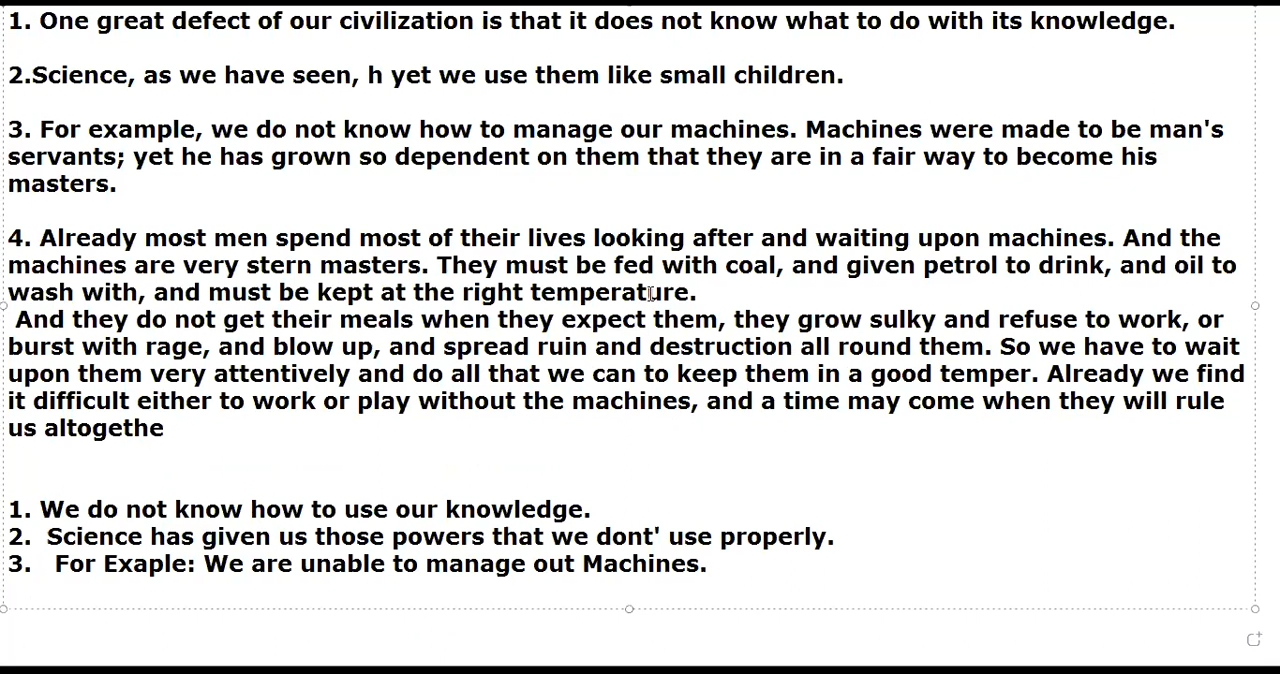 1. One great defect of our civilization is that it does not know what to do with its knowledge.
2.Science, as we have seen, h yet we use them like small children.
3. For example, we do not know how to manage our machines. Machines were made to be man's
servants; yet he has grown so dependent on them that they are in a fair way to become his
masters.
4. Already most men spend most of their lives looking after and waiting upon machines. And the
machines are very stern masters. They must be fed with coal, and given petrol to drink, and oil to
wash with, and must be kept at the right temperature.
And they do not get their meals when they expect them, they grow sulky and refuse to work, or
burst with rage, and blow up, and spread ruin and destruction all round them. So we have to wait
upon them very attentively and do all that we can to keep them in a good temper. Already we find
it difficult either to work or play without the machines, and a time may come when they will rule
us altogethe
1. We do not know how to use our knowledge.
2. Science has given us those powers that we dont' use properly.
3. For Exaple: We are unable to manage out Machines.